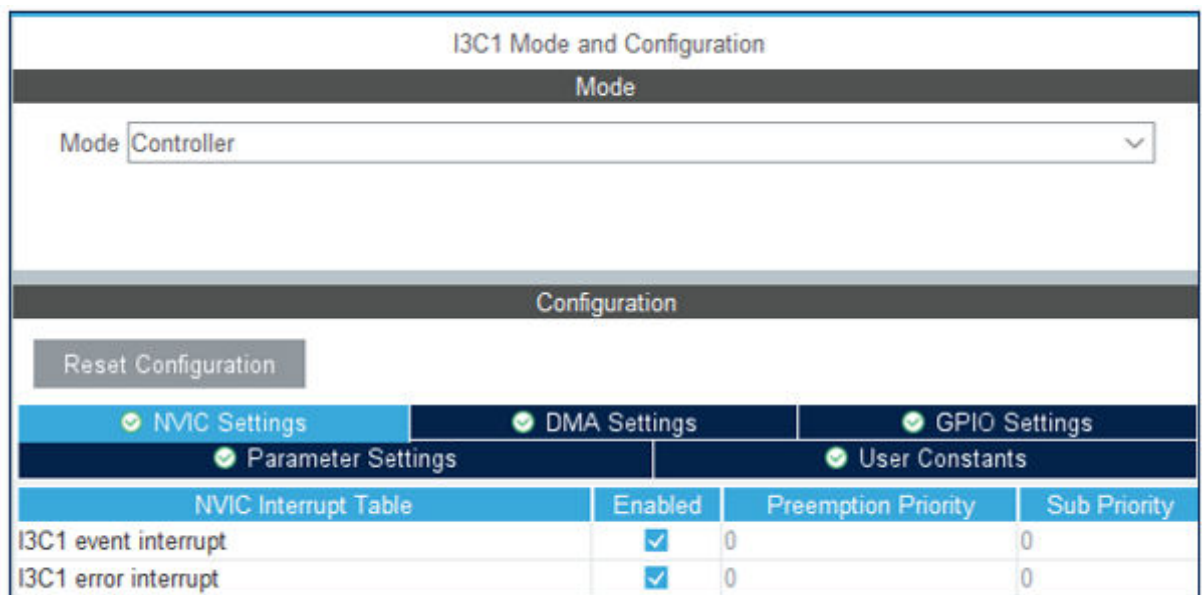 I3C1 Mode and Configuration
Mode
Mode Controller
Configuration
Reset Configuration
NVIC Settings DMA Settings GPIO Settings
Parameter Settings User Constants
NVIC Interrupt Table Enabled Preemption Priority Sub Priority
I3C1 event interrupt 0 0
I3C1 error interrupt 0 0